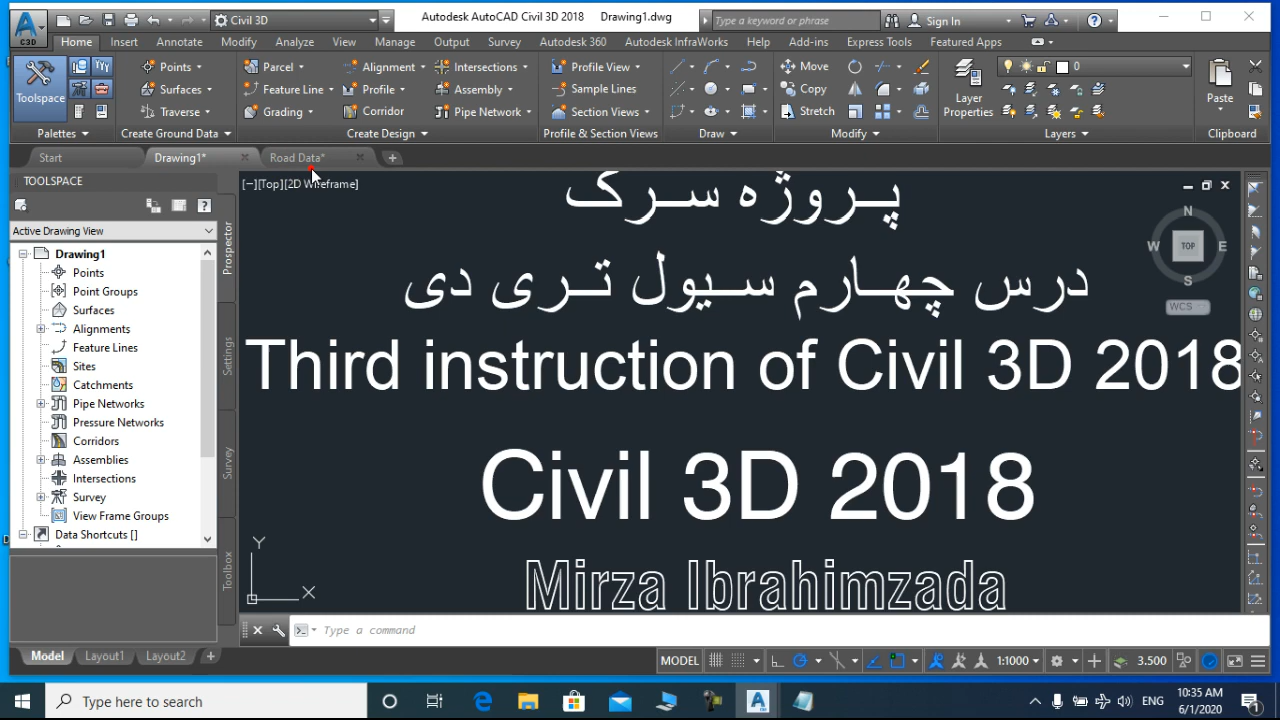 Civil 3D
Autodesk AutoCAD Civil 3D 2018 Drawing1.dwg
Type a keyword or phrase
Sign In
C3D
Home Insert Annotate Modify Analyze View Manage Output Survey Autodesk 360 Autodesk InfraWorks Help Add-ins Express Tools Featured Apps
Toolspace
Points
Surfaces
Traverse
Parcel
Feature Line
Grading
Alignment
Profile
Corridor
Intersections
Assembly
Pipe Network
Profile View
Sample Lines
Section Views
Move
Copy
Stretch
0
Layer
Properties
Paste
Palettes Create Ground Data Create Design Profile & Section Views Draw Modify Layers Clipboard
Start Drawing1* Road Data*
TOOLSPACE
Active Drawing View
Drawing1
Points
Point Groups
Surfaces
Alignments
Feature Lines
Sites
Catchments
Pipe Networks
Pressure Networks
Corridors
Assemblies
Intersections
Survey
View Frame Groups
Data Shortcuts []
Prospector
Settings
Survey
Toolbox
[−][Top][2D Wireframe]
پروژه سرک
درس چهارم سیول تری دی
Third instruction of Civil 3D 2018
Civil 3D 2018
Mirza Ibrahimzada
N
W TOP E
S
WCS
Y
X
Type a command
Model Layout1 Layout2
MODEL 1:1000 3.500
Type here to search
ENG
10:35 AM
6/1/2020